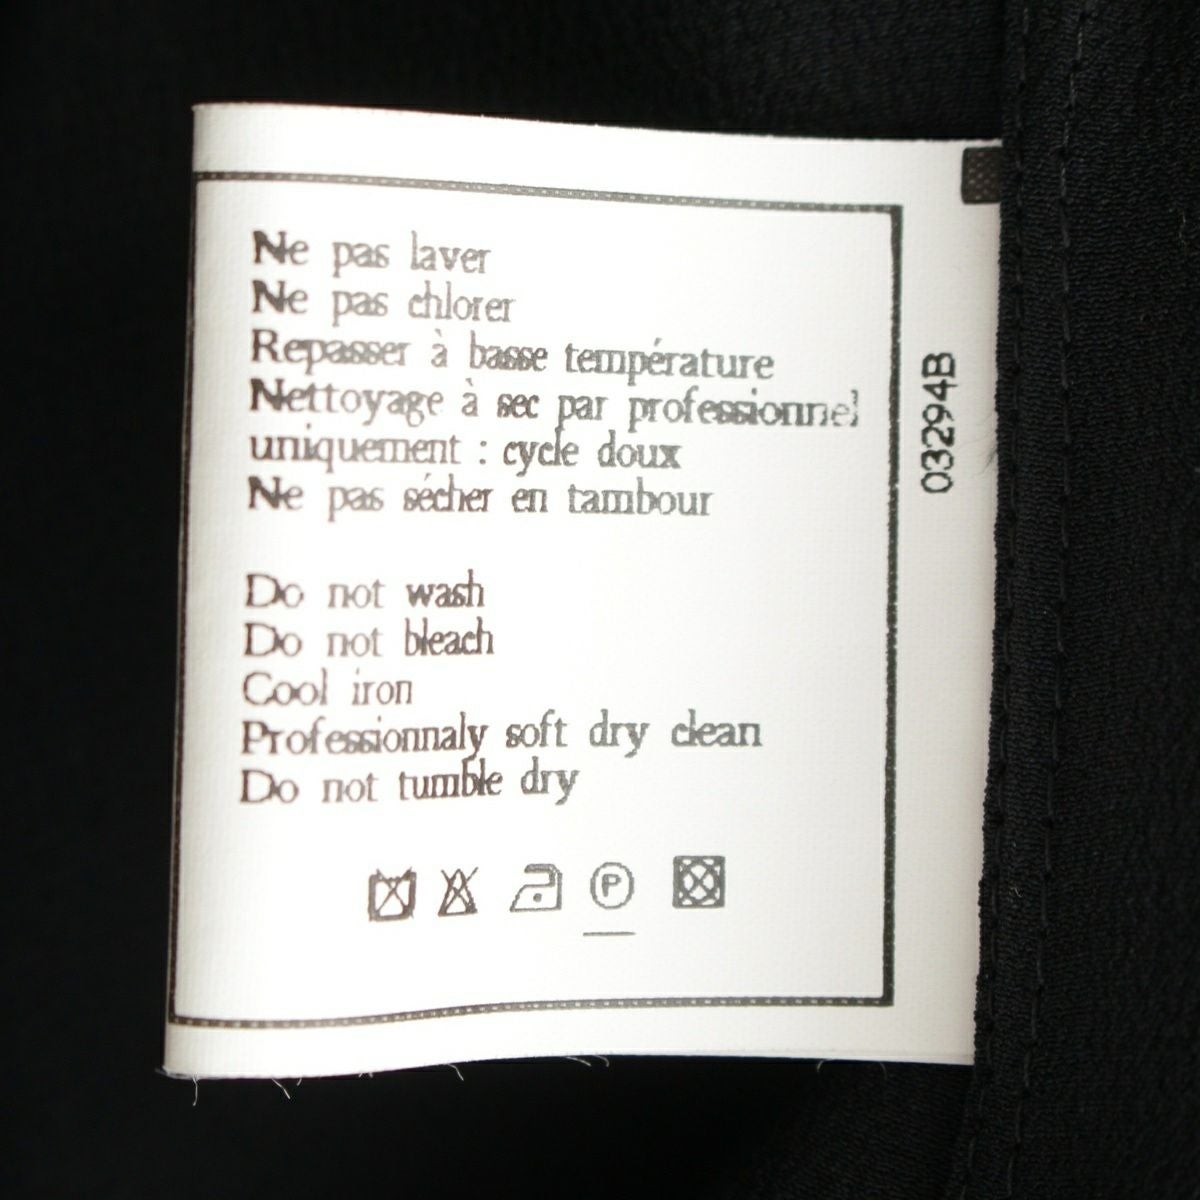 Ne pas laver
Ne pas chlorer
Repasser à basse température
Nettoyage à sec par professionnel
uniquement : cycle doux
Ne pas sécher en tambour
Do not wash
Do not bleach
Cool iron
Professionnaly soft dry clean
Do not tumble dry
P
03294B